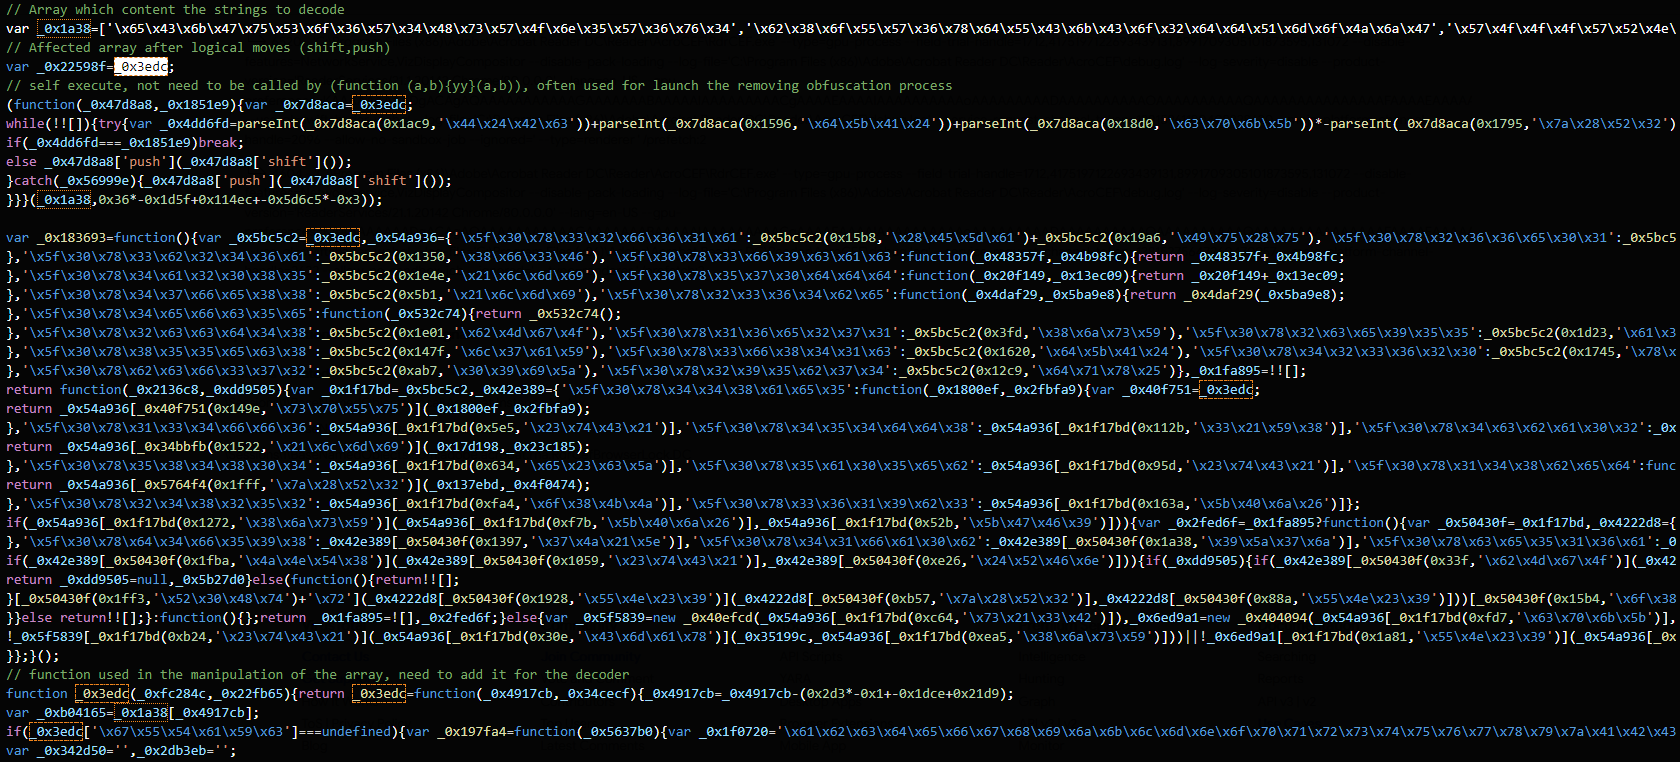 // Array which content the strings to decode
var _0x1a38=['\x65\x43\x6b\x47\x75\x53\x6f\x36\x57\x34\x48\x73\x57\x4f\x6e\x35\x57\x36\x76\x34','\x62\x38\x6f\x55\x57\x36\x78\x64\x55\x43\x6b\x43\x6f\x32\x64\x64\x51\x6d\x6f\x4a\x6a\x47','\x57\x4f\x4f\x4f\x57\x52\x4e\
// Affected array after logical moves (shift,push)
var _0x22598f=_0x3edc;
// self execute, not need to be called by (function (a,b){yy}(a,b)), often used for launch the removing obfuscation process
(function(_0x47d8a8,_0x1851e9){var _0x7d8aca=_0x3edc;
while(!![]){try{var _0x4dd6fd=parseInt(_0x7d8aca(0x1ac9,'\x44\x24\x42\x63'))+parseInt(_0x7d8aca(0x1596,'\x64\x5b\x41\x24'))+parseInt(_0x7d8aca(0x18d0,'\x63\x70\x6b\x5b'))*-parseInt(_0x7d8aca(0x1795,'\x7a\x28\x52\x32')
if(_0x4dd6fd===_0x1851e9)break;
else _0x47d8a8['push'](_0x47d8a8['shift']());
}catch(_0x56999e){_0x47d8a8['push'](_0x47d8a8['shift']());
}}}(_0x1a38,0x36*-0x1d5f+0x114ec+-0x5d6c5*-0x3));
var _0x183693=function(){var _0x5bc5c2=_0x3edc,_0x54a936={'\x5f\x30\x78\x33\x32\x66\x36\x31\x61':_0x5bc5c2(0x15b8,'\x28\x45\x5d\x61')+_0x5bc5c2(0x19a6,'\x49\x75\x28\x75'),'\x5f\x30\x78\x32\x36\x36\x65\x30\x31':_0x5bc5
},'\x5f\x30\x78\x33\x62\x32\x34\x36\x61':_0x5bc5c2(0x1350,'\x38\x66\x33\x46'),'\x5f\x30\x78\x33\x66\x39\x63\x61\x63':function(_0x48357f,_0x4b98fc){return _0x48357f+_0x4b98fc;
},'\x5f\x30\x78\x34\x61\x32\x30\x38\x35':_0x5bc5c2(0x1e4e,'\x21\x6c\x6d\x69'),'\x5f\x30\x78\x35\x37\x30\x64\x64\x64':function(_0x20f149,_0x13ec09){return _0x20f149+_0x13ec09;
},'\x5f\x30\x78\x34\x37\x66\x65\x38\x38':_0x5bc5c2(0x5b1,'\x21\x6c\x6d\x69'),'\x5f\x30\x78\x32\x33\x36\x34\x62\x65':function(_0x4daf29,_0x5ba9e8){return _0x4daf29(_0x5ba9e8);
},'\x5f\x30\x78\x34\x65\x66\x63\x35\x65':function(_0x532c74){return _0x532c74();
},'\x5f\x30\x78\x32\x63\x63\x64\x34\x38':_0x5bc5c2(0x1e01,'\x62\x4d\x67\x4f'),'\x5f\x30\x78\x31\x36\x65\x32\x37\x31':_0x5bc5c2(0x3fd,'\x38\x6a\x73\x59'),'\x5f\x30\x78\x32\x63\x65\x39\x35\x35':_0x5bc5c2(0x1d23,'\x61\x3
},'\x5f\x30\x78\x38\x35\x35\x65\x63\x38':_0x5bc5c2(0x147f,'\x6c\x37\x61\x59'),'\x5f\x30\x78\x33\x66\x38\x34\x31\x63':_0x5bc5c2(0x1620,'\x64\x5b\x41\x24'),'\x5f\x30\x78\x34\x32\x33\x36\x32\x30':_0x5bc5c2(0x1745,'\x78\x
},'\x5f\x30\x78\x62\x63\x66\x33\x37\x32':_0x5bc5c2(0xab7,'\x30\x39\x69\x5a'),'\x5f\x30\x78\x32\x39\x35\x62\x37\x34':_0x5bc5c2(0x12c9,'\x64\x71\x78\x25')},_0x1fa895=!![];
return function(_0x2136c8,_0xdd9505){var _0x1f17bd=_0x5bc5c2,_0x42e389={'\x5f\x30\x78\x34\x34\x38\x61\x65\x35':function(_0x1800ef,_0x2fbfa9){var _0x40f751=_0x3edc;
return _0x54a936[_0x40f751(0x149e,'\x73\x70\x55\x75')](_0x1800ef,_0x2fbfa9);
},'\x5f\x30\x78\x31\x33\x34\x66\x66\x36':_0x54a936[_0x1f17bd(0x5e5,'\x23\x74\x43\x21')],'\x5f\x30\x78\x34\x35\x34\x64\x64\x38':_0x54a936[_0x1f17bd(0x112b,'\x33\x21\x59\x38')],'\x5f\x30\x78\x34\x63\x62\x61\x30\x32':_0x
return _0x54a936[_0x34bbfb(0x1522,'\x21\x6c\x6d\x69')](_0x17d198,_0x23c185);
},'\x5f\x30\x78\x35\x38\x34\x38\x30\x34':_0x54a936[_0x1f17bd(0x634,'\x65\x23\x63\x5a')],'\x5f\x30\x78\x35\x61\x30\x35\x65\x62':_0x54a936[_0x1f17bd(0x95d,'\x23\x74\x43\x21')],'\x5f\x30\x78\x31\x34\x38\x62\x65\x64':func
return _0x54a936[_0x5764f4(0x1fff,'\x7a\x28\x52\x32')](_0x137ebd,_0x4f0474);
},'\x5f\x30\x78\x32\x34\x38\x32\x35\x32':_0x54a936[_0x1f17bd(0xfa4,'\x6f\x38\x4b\x4a')],'\x5f\x30\x78\x33\x36\x31\x39\x62\x33':_0x54a936[_0x1f17bd(0x163a,'\x5b\x40\x6a\x26')]};
if(_0x54a936[_0x1f17bd(0x1272,'\x38\x6a\x73\x59')](_0x54a936[_0x1f17bd(0xf7b,'\x5b\x40\x6a\x26')],_0x54a936[_0x1f17bd(0x52b,'\x5b\x47\x46\x39')])){var _0x2fed6f=_0x1fa895?function(){var _0x50430f=_0x1f17bd,_0x4222d8={
},'\x5f\x30\x78\x64\x34\x66\x35\x39\x38':_0x42e389[_0x50430f(0x1397,'\x37\x4a\x21\x5e')],'\x5f\x30\x78\x34\x31\x66\x61\x30\x62':_0x42e389[_0x50430f(0x1a38,'\x39\x5a\x37\x6a')],'\x5f\x30\x78\x63\x65\x35\x31\x36\x61':_0
if(_0x42e389[_0x50430f(0x1fba,'\x4a\x4e\x54\x38')](_0x42e389[_0x50430f(0x1059,'\x23\x74\x43\x21')],_0x42e389[_0x50430f(0xe26,'\x24\x52\x46\x6e')])){if(_0xdd9505){if(_0x42e389[_0x50430f(0x33f,'\x62\x4d\x67\x4f')](_0x42
return _0xdd9505=null,_0x5b27d0}else(function(){return!![];
}[_0x50430f(0x1ff3,'\x52\x30\x48\x74')+'\x72'](_0x4222d8[_0x50430f(0x1928,'\x55\x4e\x23\x39')](_0x4222d8[_0x50430f(0xb57,'\x7a\x28\x52\x32')],_0x4222d8[_0x50430f(0x88a,'\x55\x4e\x23\x39')]))[_0x50430f(0x15b4,'\x6f\x38
}}else return!![];}:function(){};return _0x1fa895=![],_0x2fed6f;}else{var _0x5f5839=new _0x40efcd(_0x54a936[_0x1f17bd(0xc64,'\x73\x21\x33\x42')]),_0x6ed9a1=new _0x404094(_0x54a936[_0x1f17bd(0xfd7,'\x63\x70\x6b\x5b')],
!_0x5f5839[_0x1f17bd(0xb24,'\x23\x74\x43\x21')](_0x54a936[_0x1f17bd(0x30e,'\x43\x6d\x61\x78')](_0x35199c,_0x54a936[_0x1f17bd(0xea5,'\x38\x6a\x73\x59')]))||!_0x6ed9a1[_0x1f17bd(0x1a81,'\x55\x4e\x23\x39')](_0x54a936[_0x
}};}();
// function used in the manipulation of the array, need to add it for the decoder
function _0x3edc(_0xfc284c,_0x22fb65){return _0x3edc=function(_0x4917cb,_0x34cecf){_0x4917cb=_0x4917cb-(0x2d3*-0x1+-0x1dce+0x21d9);
var _0xb04165=_0x1a38[_0x4917cb];
if(_0x3edc['\x67\x55\x54\x61\x59\x63']===undefined){var _0x197fa4=function(_0x5637b0){var _0x1f0720='\x61\x62\x63\x64\x65\x66\x67\x68\x69\x6a\x6b\x6c\x6d\x6e\x6f\x70\x71\x72\x73\x74\x75\x76\x77\x78\x79\x7a\x41\x42\x43
var _0x342d50='',_0x2db3eb='';